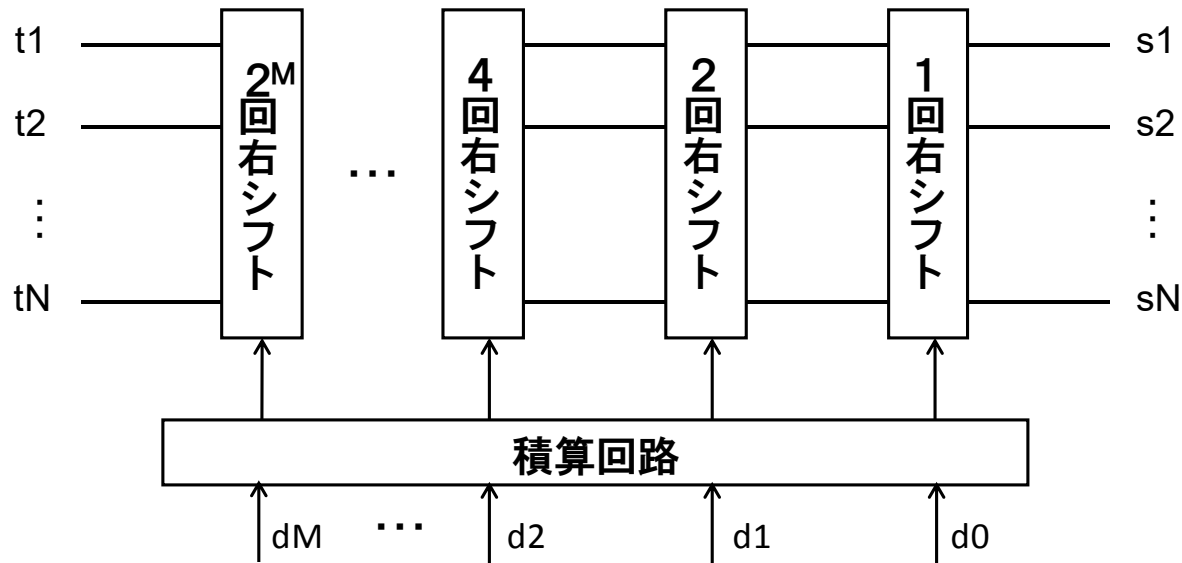 t1
t2
⋮
tN
2ᴹ回右シフト
…
4回右シフト
2回右シフト
1回右シフト
s1
s2
⋮
sN
積算回路
dM
…
d2
d1
d0